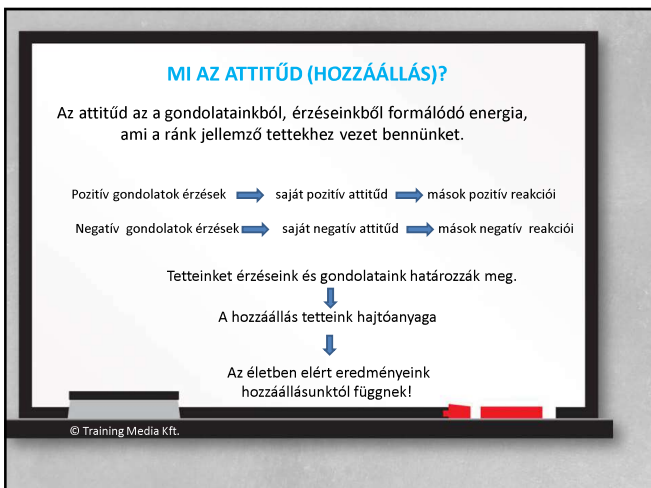 MI AZ ATTITŰD (HOZZÁÁLLÁS)?
Az attitűd az a gondolatainkból, érzéseinkből formálódó energia,
ami a ránk jellemző tettekhez vezet bennünket.
Pozitív gondolatok érzések saját pozitív attitűd mások pozitív reakciói
Negatív gondolatok érzések saját negatív attitűd mások negatív reakciói
Tetteinket érzéseink és gondolataink határozzák meg.
A hozzáállás tetteink hajtóanyaga
Az életben elért eredményeink
hozzáállásunktól függnek!
© Training Media Kft.